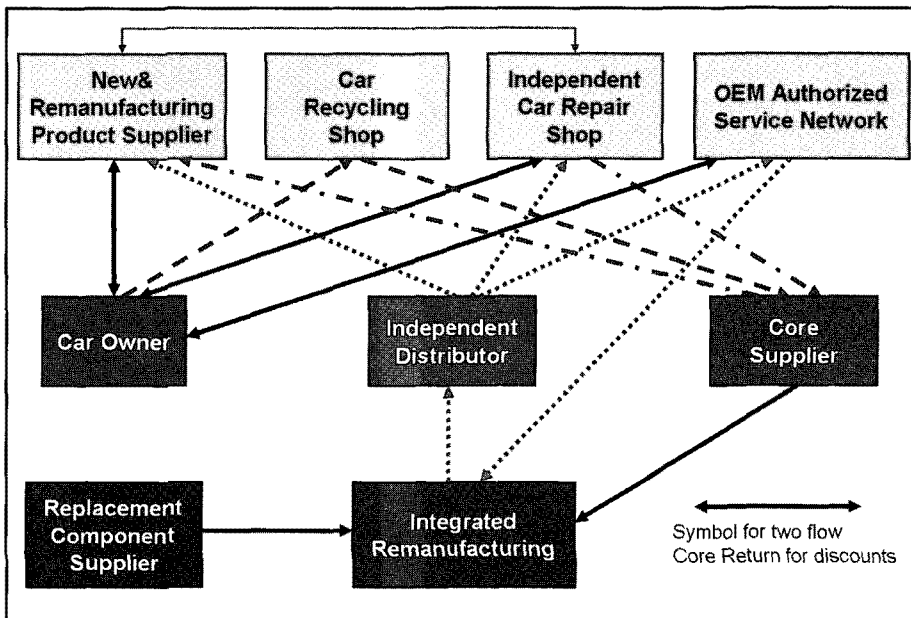 New&
Remanufacturing
Product Supplier
Car
Recycling
Shop
Independent
Car Repair
Shop
OEM Authorized
Service Network
Car Owner
Independent
Distributor
Core
Supplier
Replacement
Component
Supplier
Integrated
Remanufacturing
Symbol for two flow
Core Return for discounts